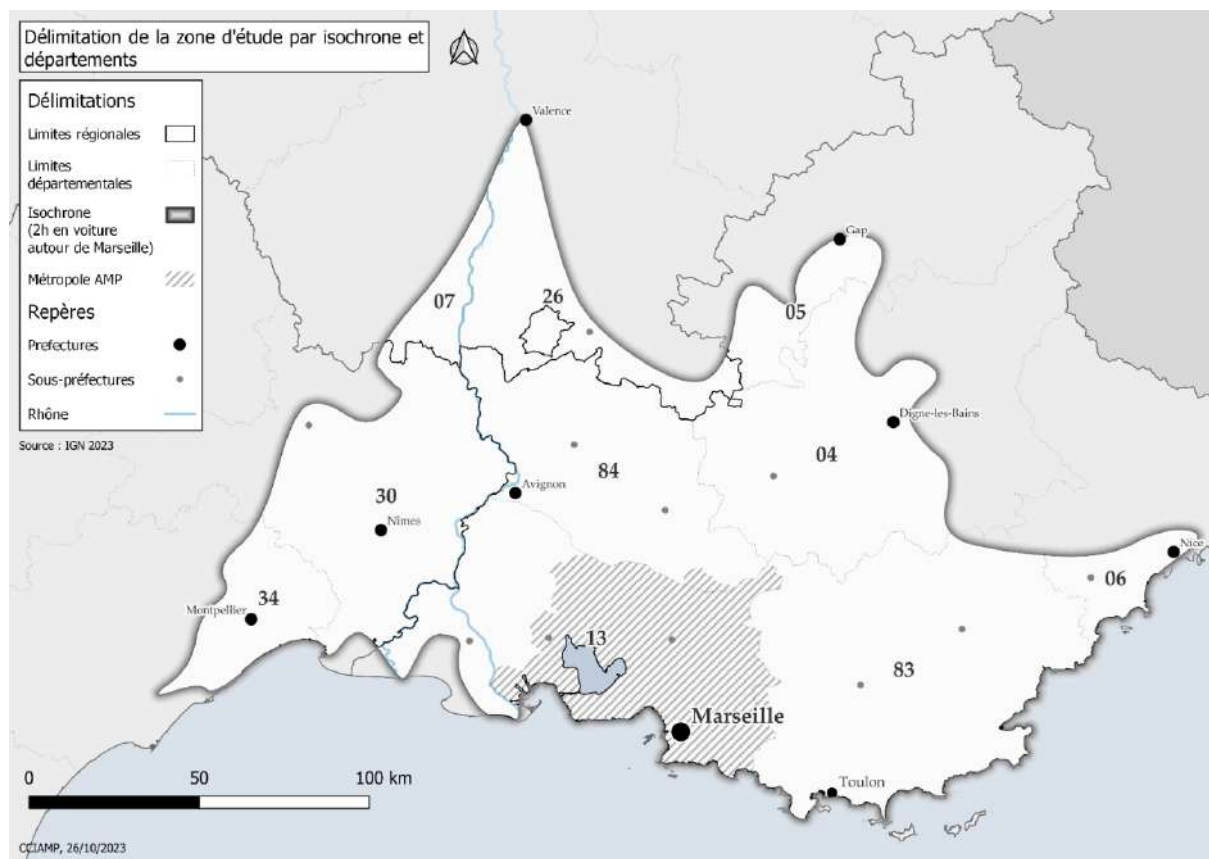 Délimitation de la zone d'étude par isochrone et
départements
Délimitations
Limites régionales
Limites
départementales
Isochrone
(2h en voiture
autour de Marseille)
Métropole AMP
Repères
Prefectures
Sous-préfectures
Rhône
Source : IGN 2023
Valence
Gap
07
26
05
Digne-les-Bains
04
84
Avignon
30
Nîmes
Nice
06
34
Montpellier
13
83
Marseille
Toulon
0
50
100 km
CCIAMP, 26/10/2023